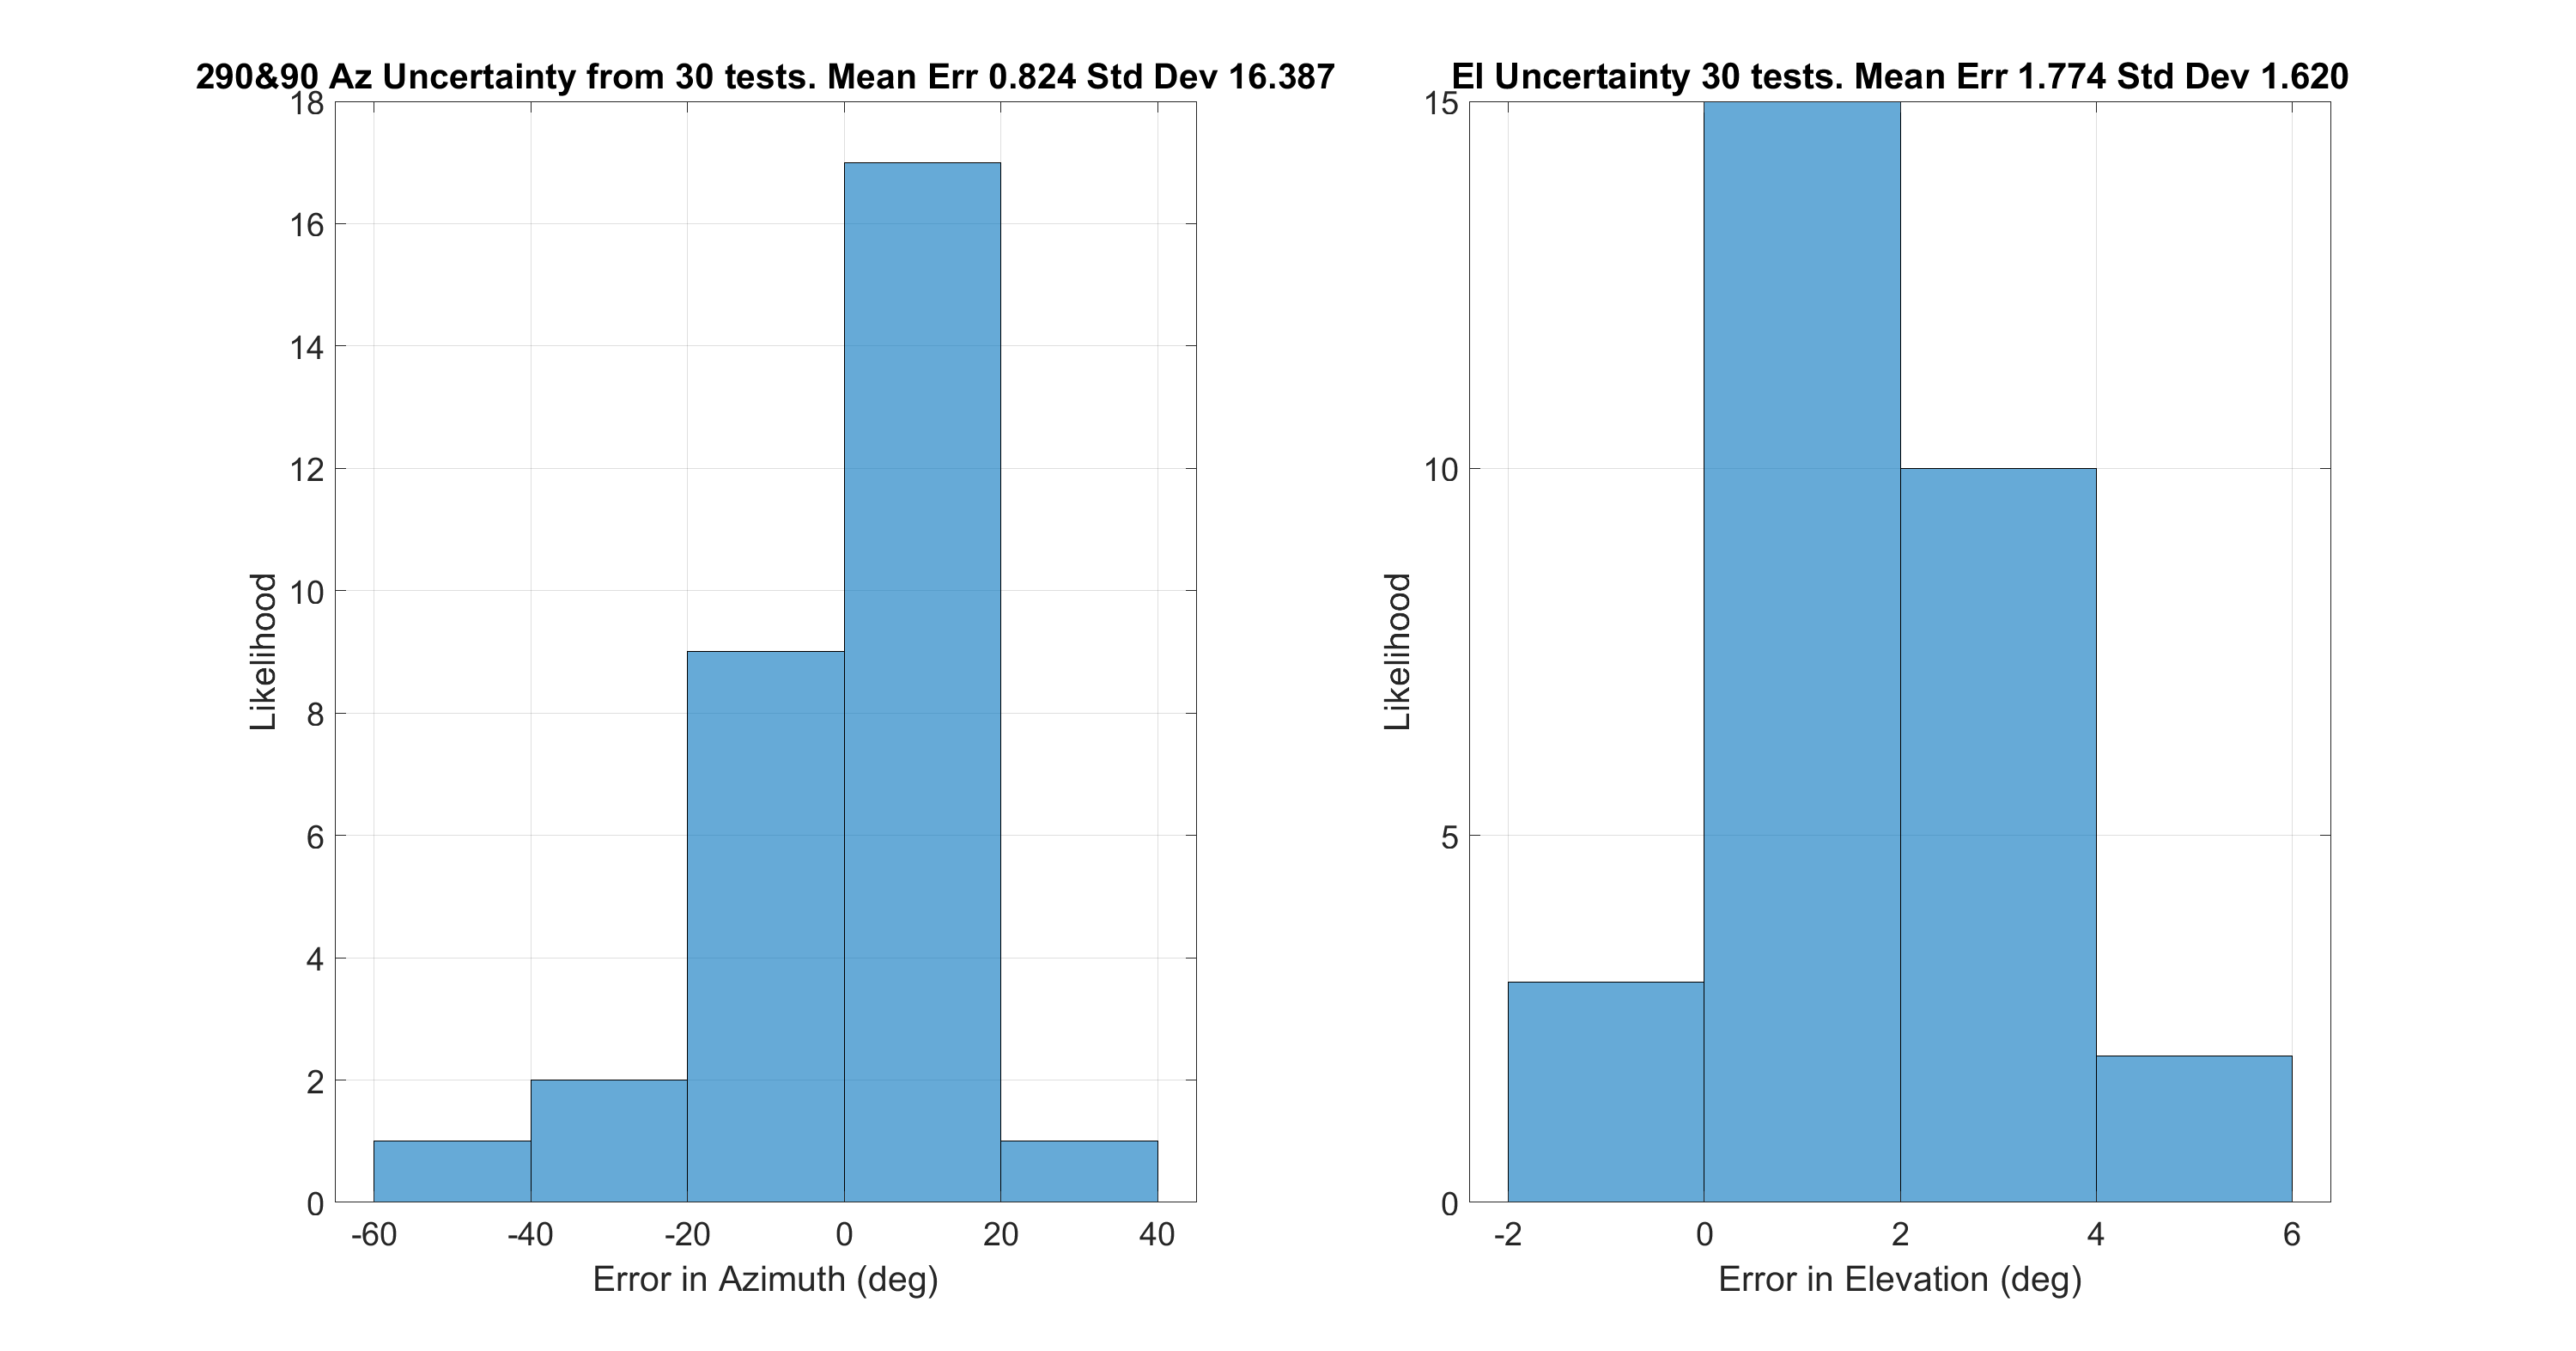 290&90 Az Uncertainty from 30 tests. Mean Err 0.824 Std Dev 16.387
18
16
14
12
10
8
6
4
2
0
Likelihood
-60 -40 -20 0 20 40
Error in Azimuth (deg)
El Uncertainty 30 tests. Mean Err 1.774 Std Dev 1.620
15
10
5
0
Likelihood
-2 0 2 4 6
Error in Elevation (deg)